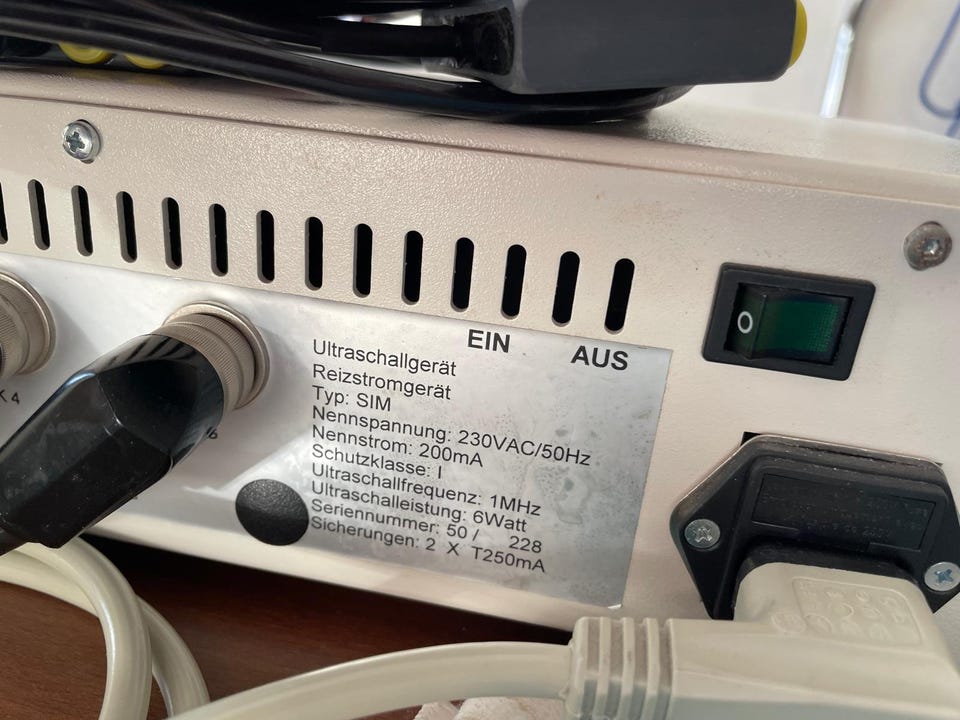 EIN AUS
Ultraschallgerät
Reizstromgerät
Typ: SIM
Nennspannung: 230VAC/50Hz
Nennstrom: 200mA
Schutzklasse: I
Ultraschallfrequenz: 1MHz
Ultraschalleistung: 6Watt
Seriennummer: 50 / 228
Sicherungen: 2 X T250mA
K4
O